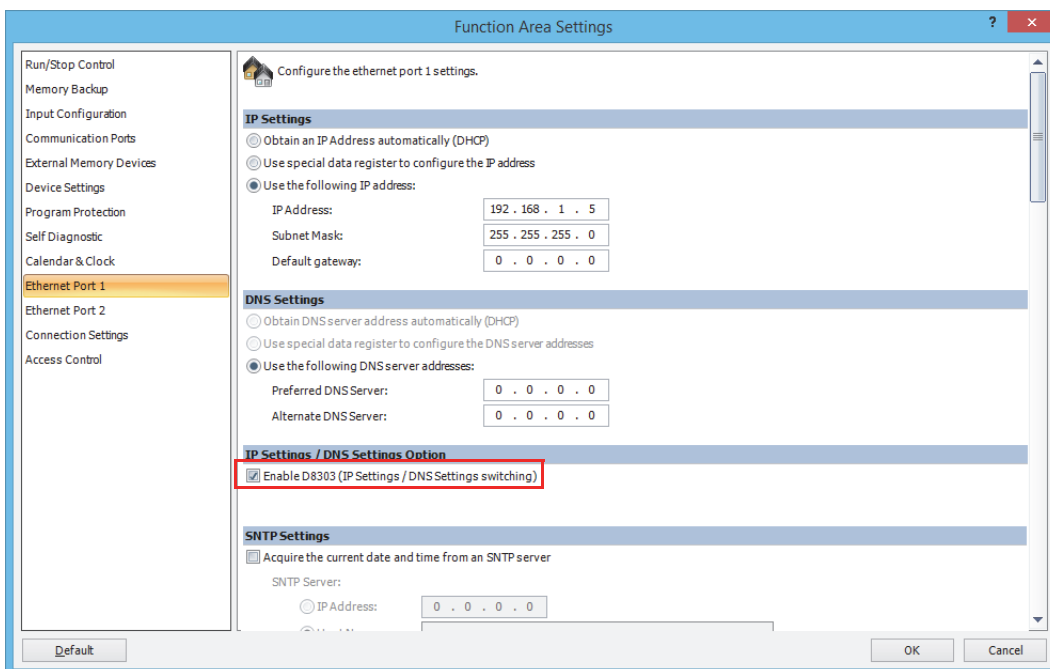 Function Area Settings
?
Run/Stop Control
Memory Backup
Input Configuration
Communication Ports
External Memory Devices
Device Settings
Program Protection
Self Diagnostic
Calendar & Clock
Ethernet Port 1
Ethernet Port 2
Connection Settings
Access Control
Configure the ethernet port 1 settings.
IP Settings
Obtain an IP Address automatically (DHCP)
Use special data register to configure the IP address
Use the following IP address:
IP Address: 192 . 168 . 1 . 5
Subnet Mask: 255 . 255 . 255 . 0
Default gateway: 0 . 0 . 0 . 0
DNS Settings
Obtain DNS server address automatically (DHCP)
Use special data register to configure the DNS server addresses
Use the following DNS server addresses:
Preferred DNS Server: 0 . 0 . 0 . 0
Alternate DNS Server: 0 . 0 . 0 . 0
IP Settings / DNS Settings Option
Enable D8303 (IP Settings / DNS Settings switching)
SNTP Settings
Acquire the current date and time from an SNTP server
SNTP Server:
IP Address: 0 . 0 . 0 . 0
Default
OK
Cancel